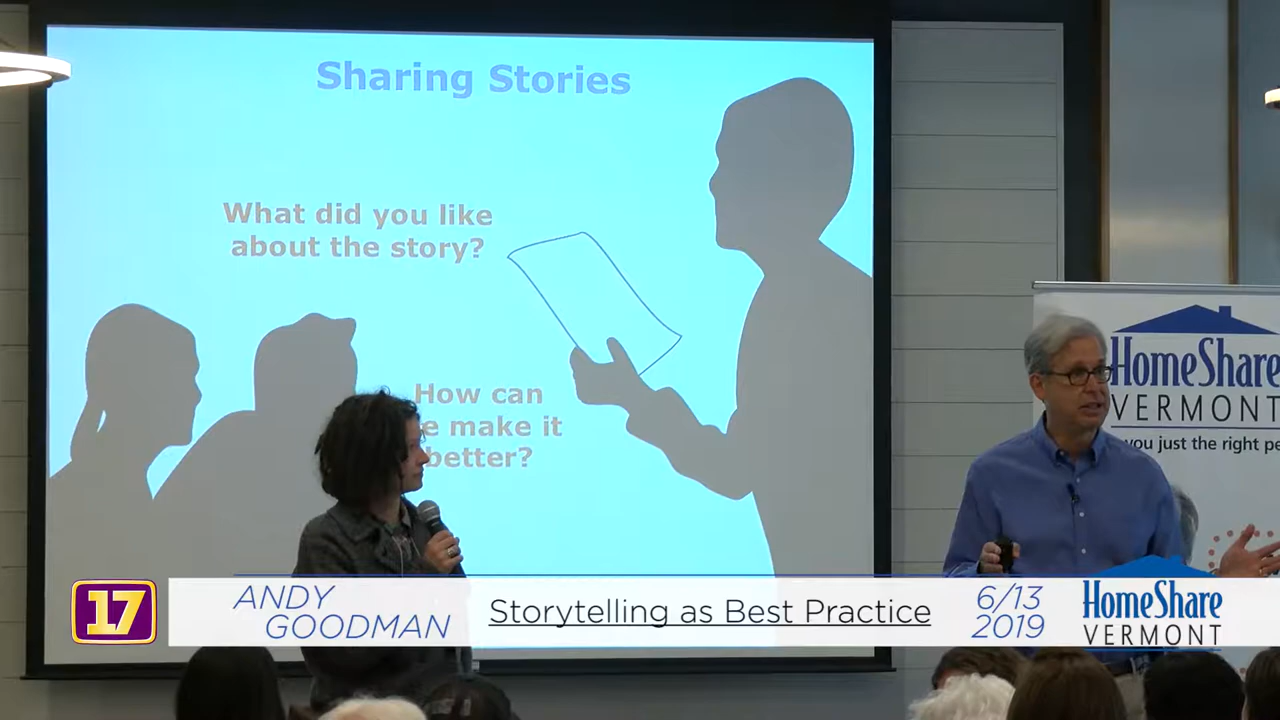 Sharing Stories
What did you like
about the story?
How can
e make it
better?
HomeShare
VERMONT
you just the right pe
17
ANDY
GOODMAN
Storytelling as Best Practice
6/13
2019
HomeShare
VERMONT